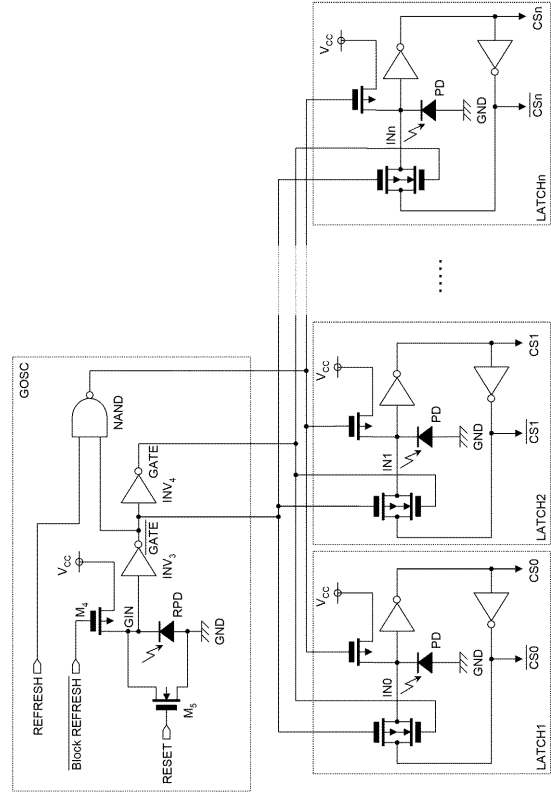 GOSC
REFRESH
Block REFRESH
RESET
M4
M5
VCC
GIN
RPD
GND
GATE
INV3
GATE
INV4
NAND
VCC
IN0
PD
GND
CS0
CS0
LATCH1
VCC
IN1
PD
GND
CS1
CS1
LATCH2
.....
VCC
INn
PD
GND
CSn
CSn
LATCHn